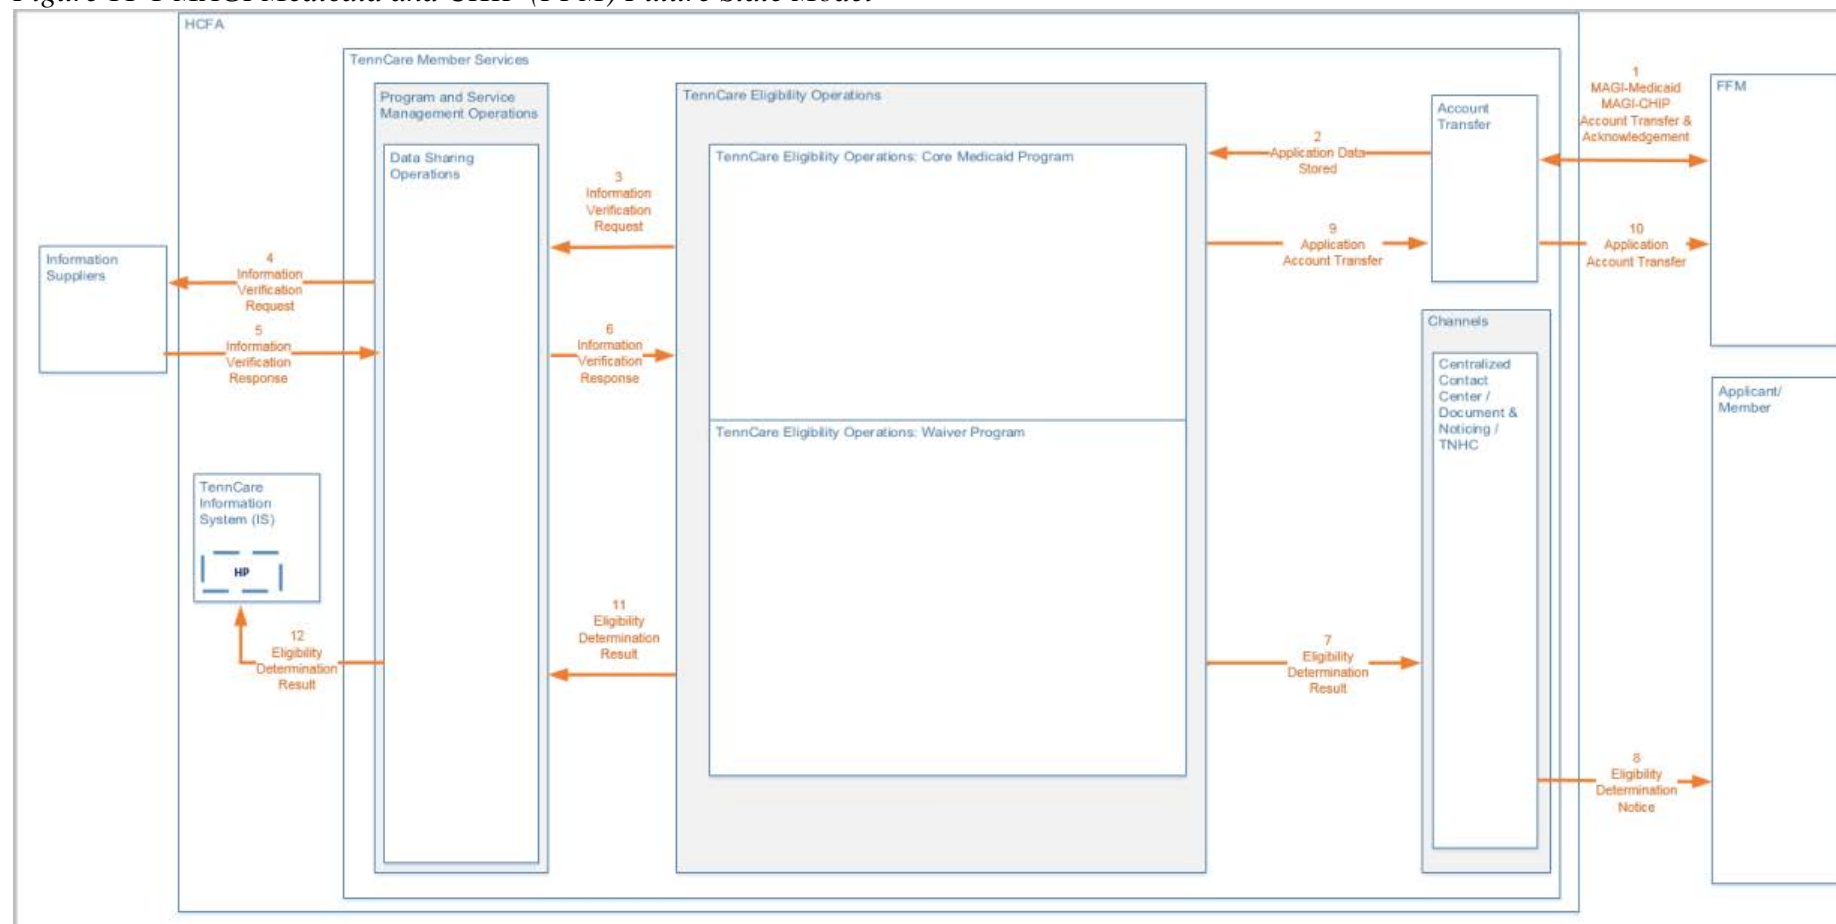 HCFA
TennCare Member Services
Program and Service
Management Operations
Data Sharing
Operations
TennCare Eligibility Operations
TennCare Eligibility Operations: Core Medicaid Program
TennCare Eligibility Operations: Waiver Program
Account
Transfer
1
MAGI-Medicaid
MAGI-CHIP
Account Transfer &
Acknowledgement
FFM
2
Application Data
Stored
3
Information
Verification
Request
9
Application
Account Transfer
10
Application
Account Transfer
Information
Suppliers
4
Information
Verification
Request
5
Information
Verification
Response
6
Information
Verification
Response
Channels
Centralized
Contact
Center /
Document &
Noticing /
TNHC
Applicant/
Member
TennCare
Information
System (IS)
HP
12
Eligibility
Determination
Result
11
Eligibility
Determination
Result
7
Eligibility
Determination
Result
8
Eligibility
Determination
Notice